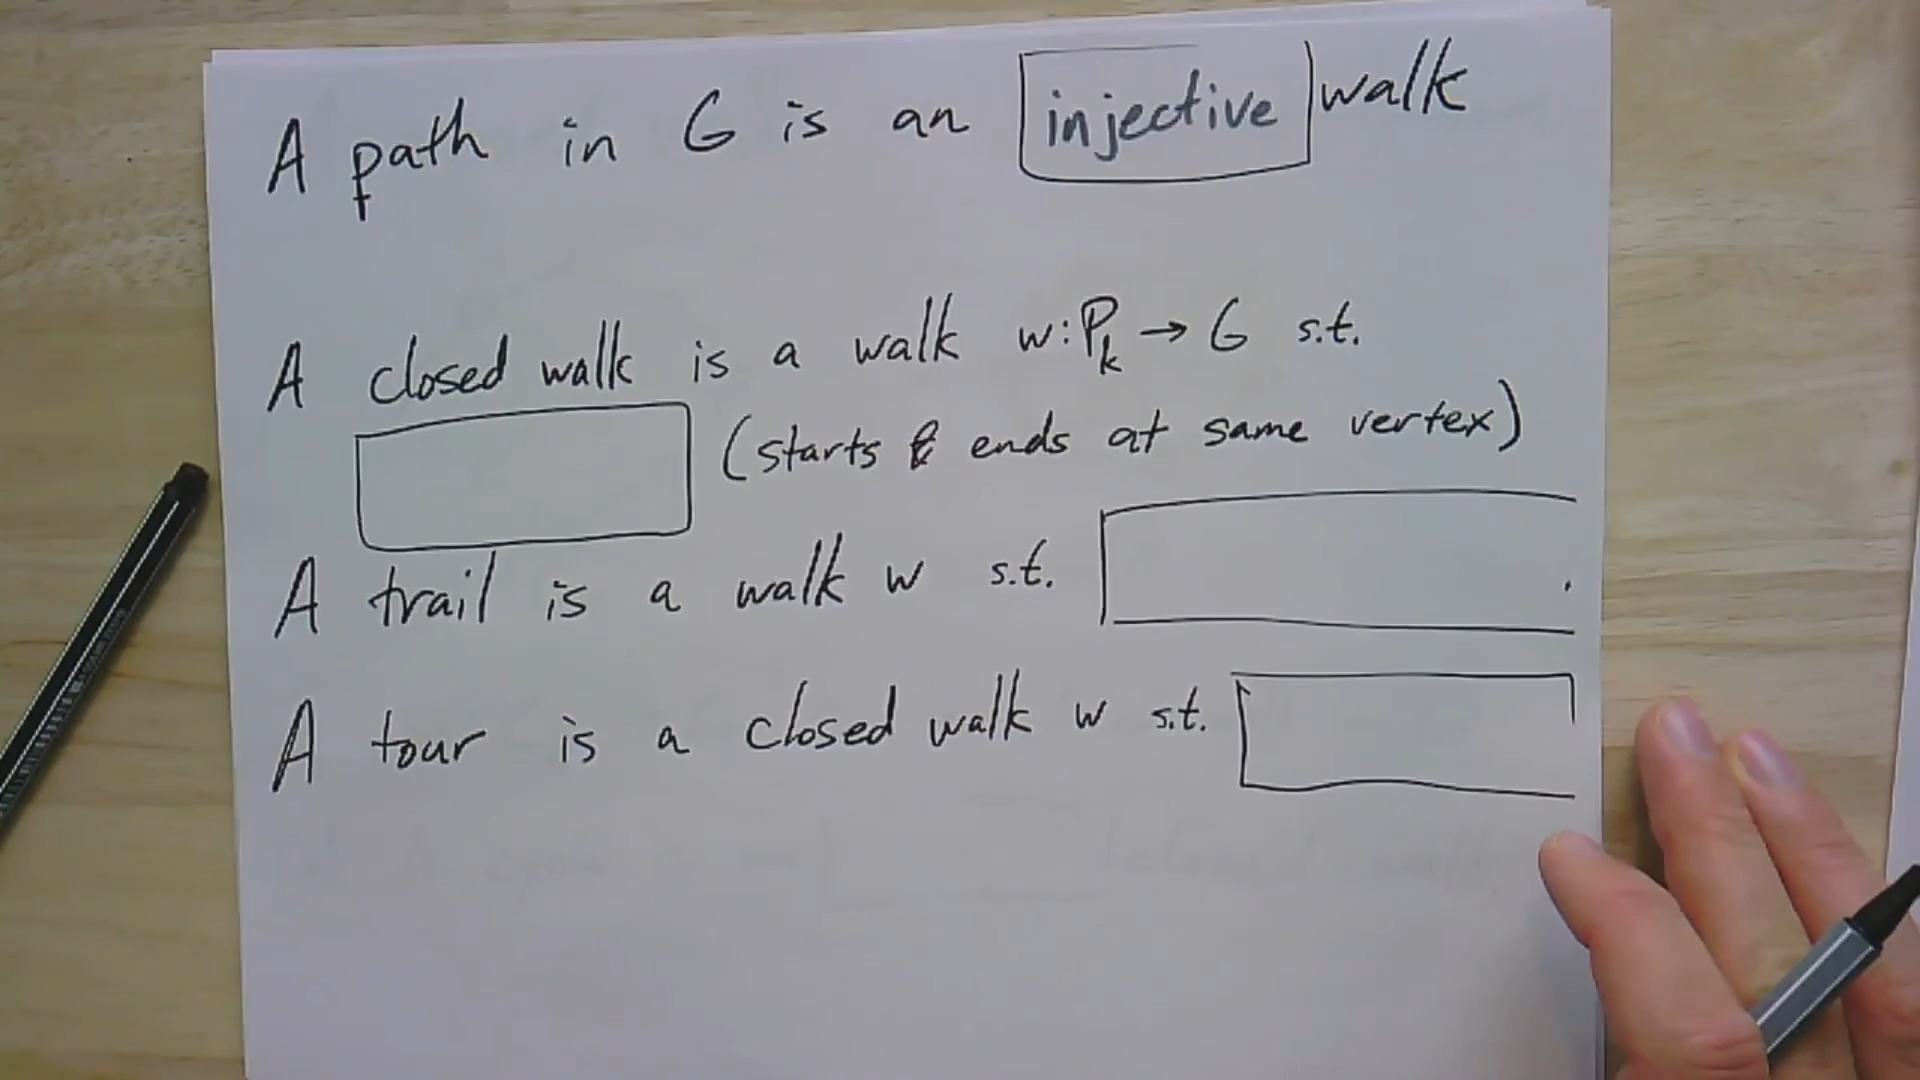 A path in G is an injective walk
A closed walk is a walk w: Pk → G s.t.
(starts & ends at same vertex)
A trail is a walk w s.t.
A tour is a closed walk w s.t.